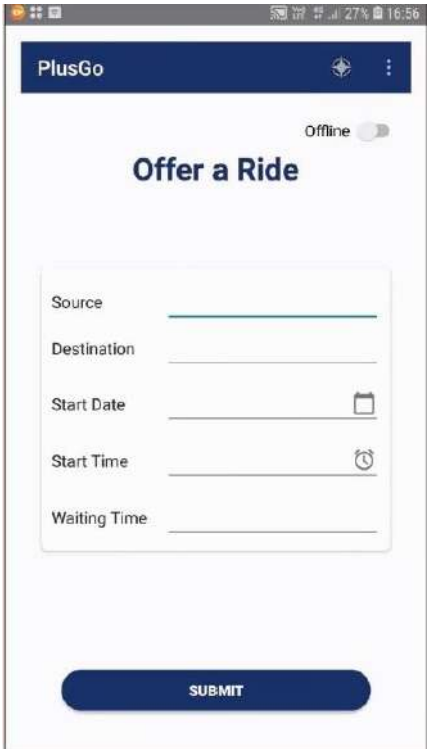 27% 16:56
PlusGo
Offline
Offer a Ride
Source
Destination
Start Date
Start Time
Waiting Time
SUBMIT